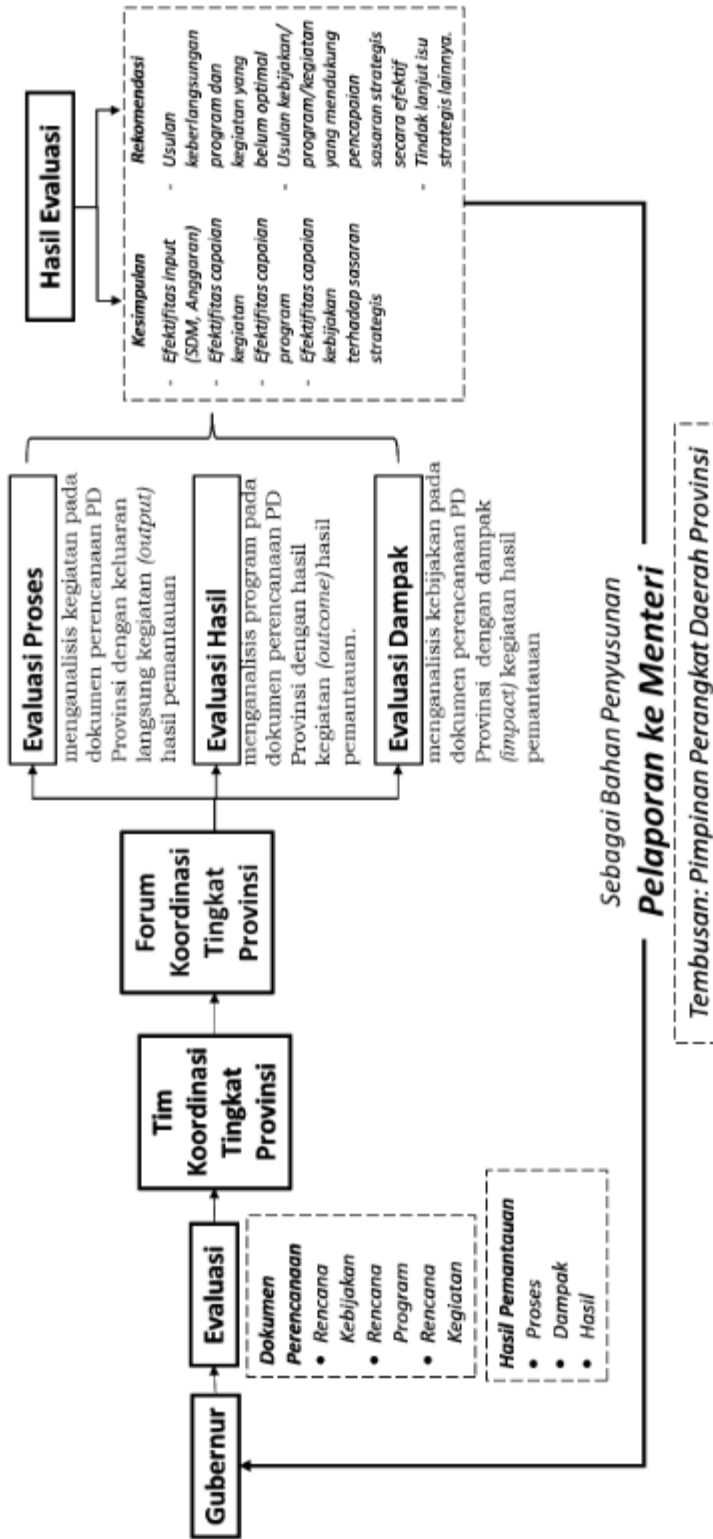 Gubernur
Evaluasi
Dokumen
Perencanaan
• Rencana
Kebijakan
• Rencana
Program
• Rencana
Kegiatan
Hasil Pemantauan
• Proses
• Dampak
• Hasil
Tim
Koordinasi
Tingkat
Provinsi
Forum
Koordinasi
Tingkat
Provinsi
Evaluasi Proses
menganalisis kegiatan pada
dokumen perencanaan PD
Provinsi dengan keluaran
langsung kegiatan (output)
hasil pemantauan
Evaluasi Hasil
menganalisis program pada
dokumen perencanaan PD
Provinsi dengan hasil
kegiatan (outcome) hasil
pemantauan.
Evaluasi Dampak
menganalisis kebijakan pada
dokumen perencanaan PD
Provinsi dengan dampak
(impact) kegiatan hasil
pemantauan
Hasil Evaluasi
Kesimpulan
- Efektifitas input
(SDM, Anggaran)
- Efektifitas capaian
kegiatan
- Efektifitas capaian
program
- Efektifitas capaian
kebijakan
terhadap sasaran
strategis
Rekomendasi
- Usulan
keberlangsungan
program dan
kegiatan yang
belum optimal
- Usulan kebijakan/
program/kegiatan
yang mendukung
pencapaian
sasaran strategis
secara efektif
- Tindak lanjut isu
strategis lainnya.
Sebagai Bahan Penyusunan
Pelaporan ke Menteri
Tembusan: Pimpinan Perangkat Daerah Provinsi